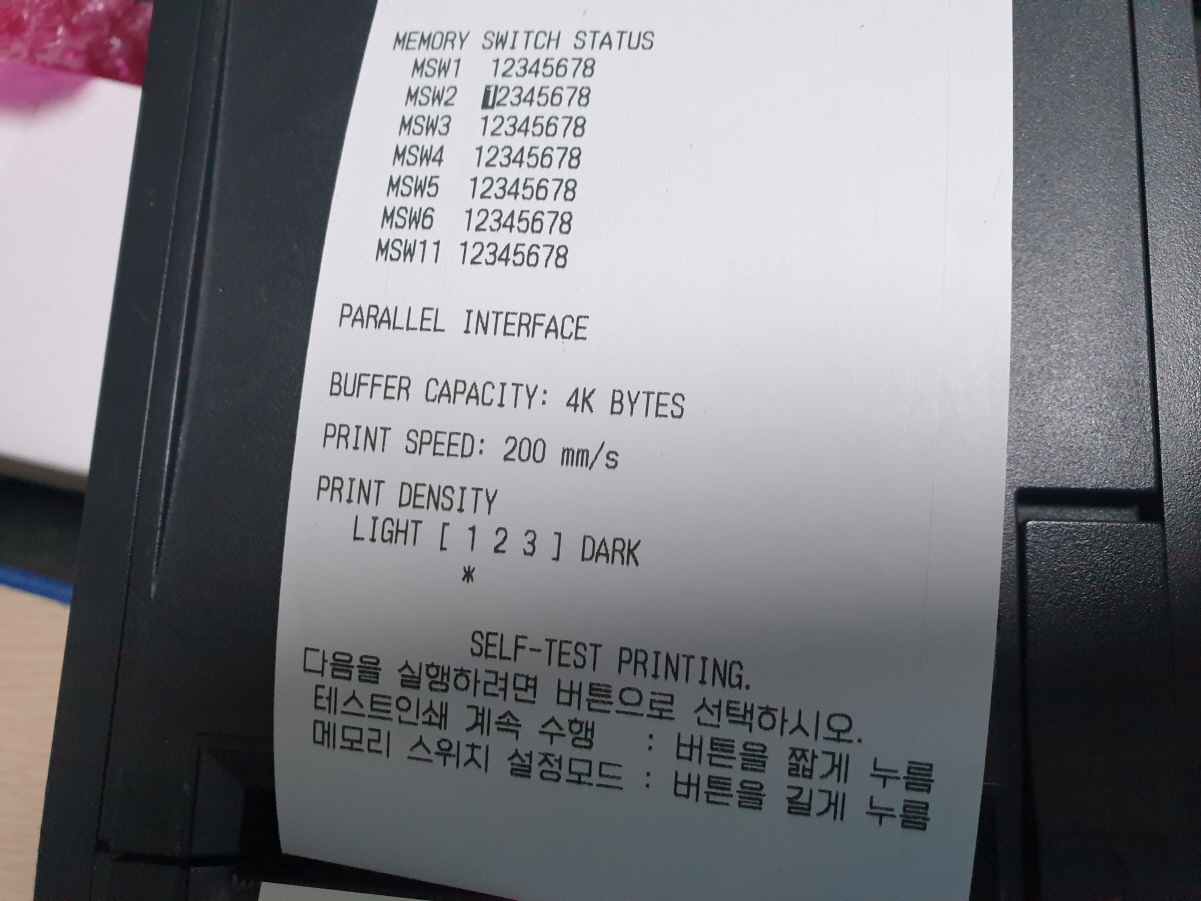 MEMORY SWITCH STATUS
MSW1 12345678
MSW2 12345678
MSW3 12345678
MSW4 12345678
MSW5 12345678
MSW6 12345678
MSW11 12345678
PARALLEL INTERFACE
BUFFER CAPACITY: 4K BYTES
PRINT SPEED: 200 mm/s
PRINT DENSITY
LIGHT [ 1 2 3 ] DARK
*
SELF-TEST PRINTING.
다음을 실행하려면 버튼으로 선택하시오.
테스트인쇄 계속 수행 : 버튼을 짧게 누름
메모리 스위치 설정모드 : 버튼을 길게 누름